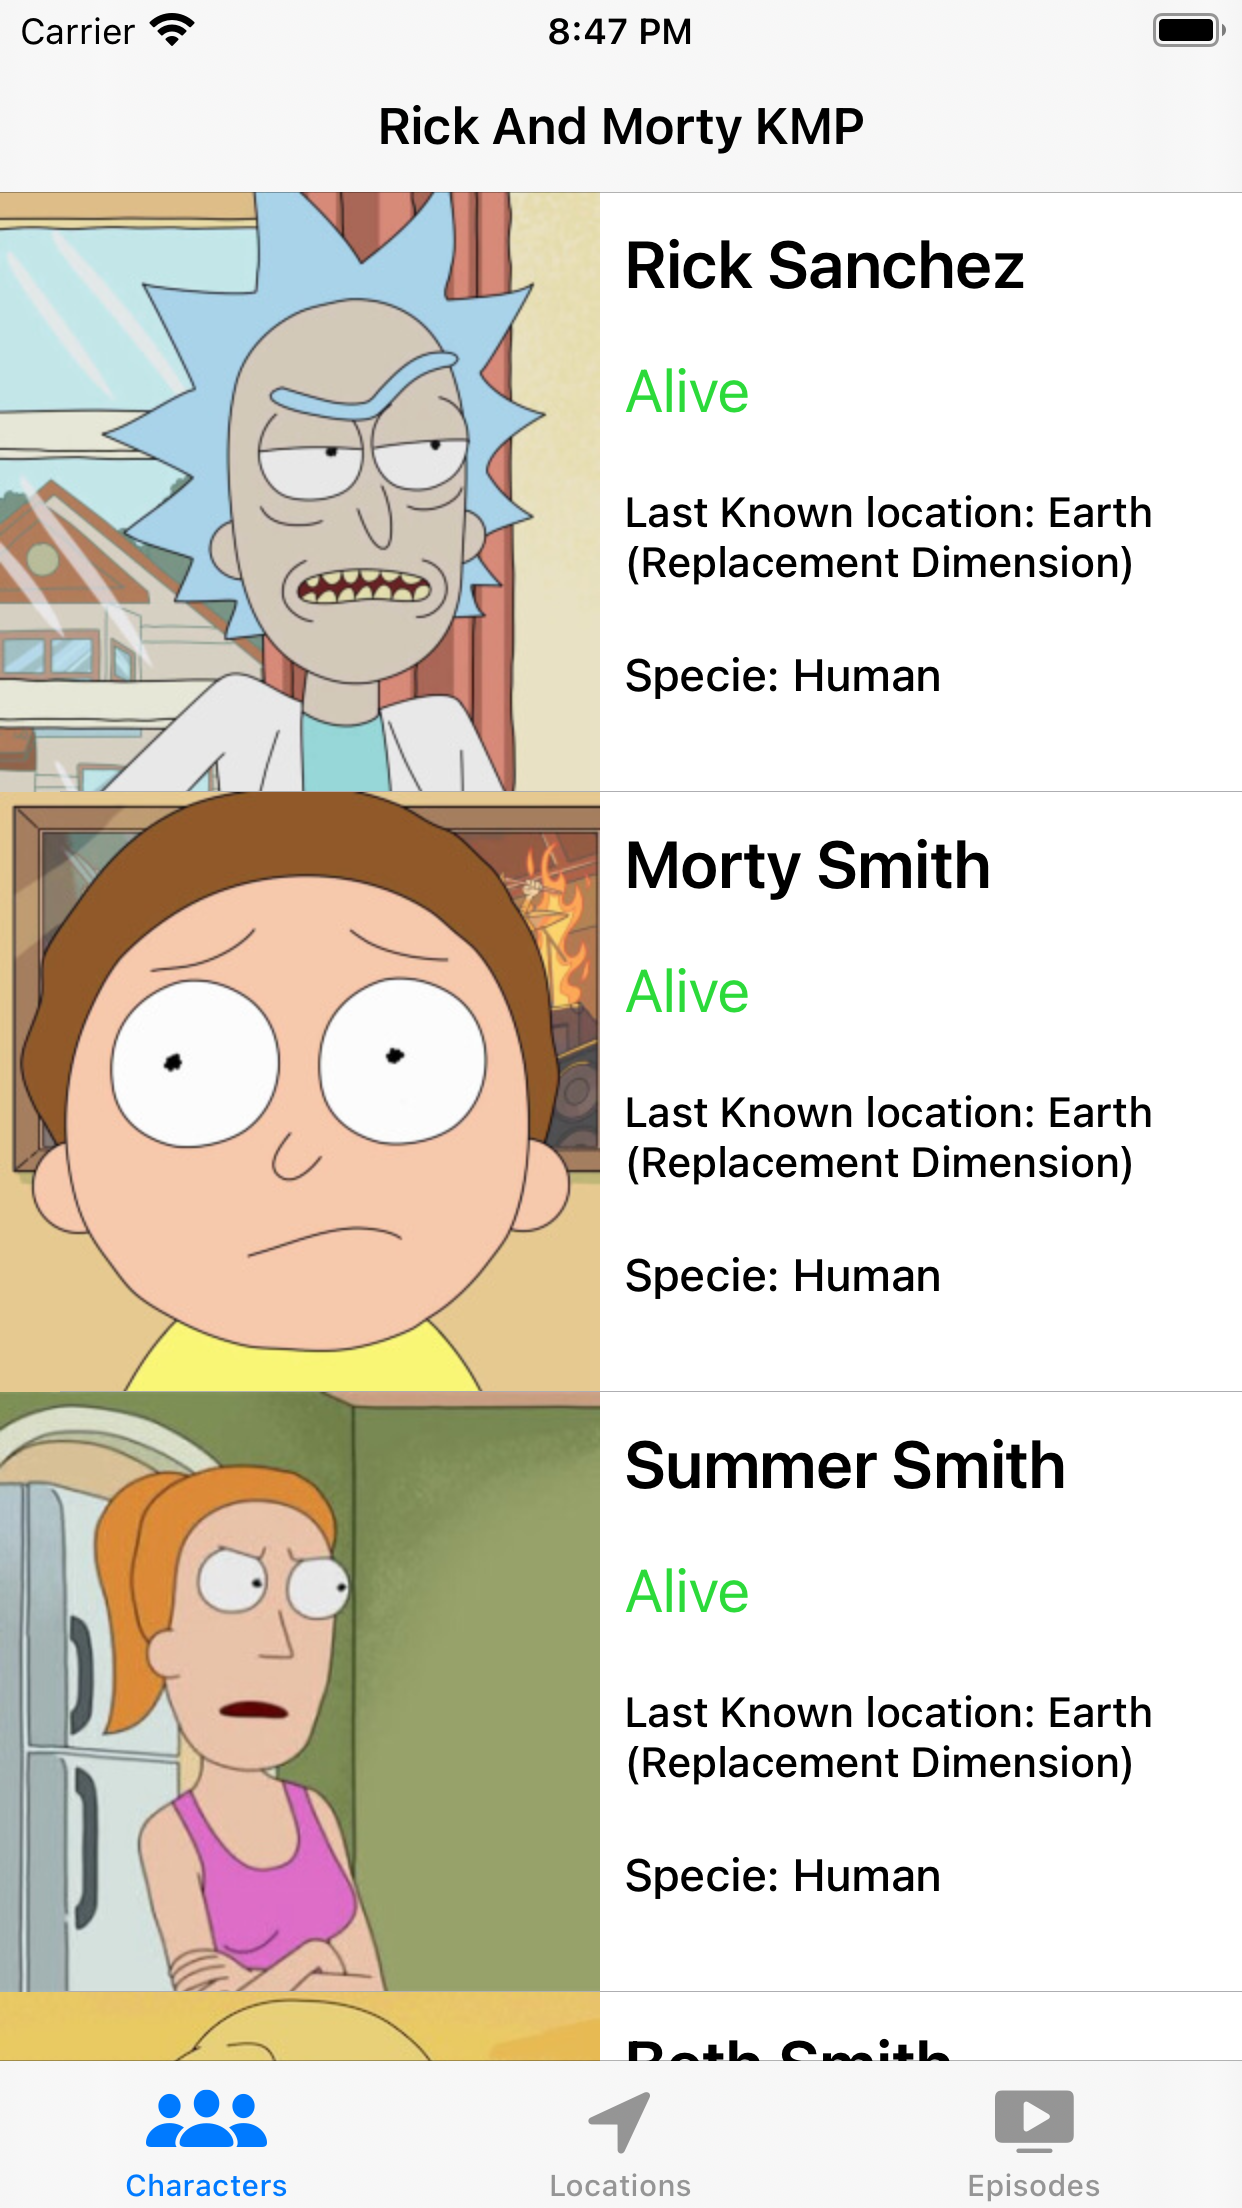 Carrier
8:47 PM
Rick And Morty KMP
Rick Sanchez
Alive
Last Known location: Earth
(Replacement Dimension)
Specie: Human
Morty Smith
Alive
Last Known location: Earth
(Replacement Dimension)
Specie: Human
Summer Smith
Alive
Last Known location: Earth
(Replacement Dimension)
Specie: Human
Beth Smith
Characters
Locations
Episodes